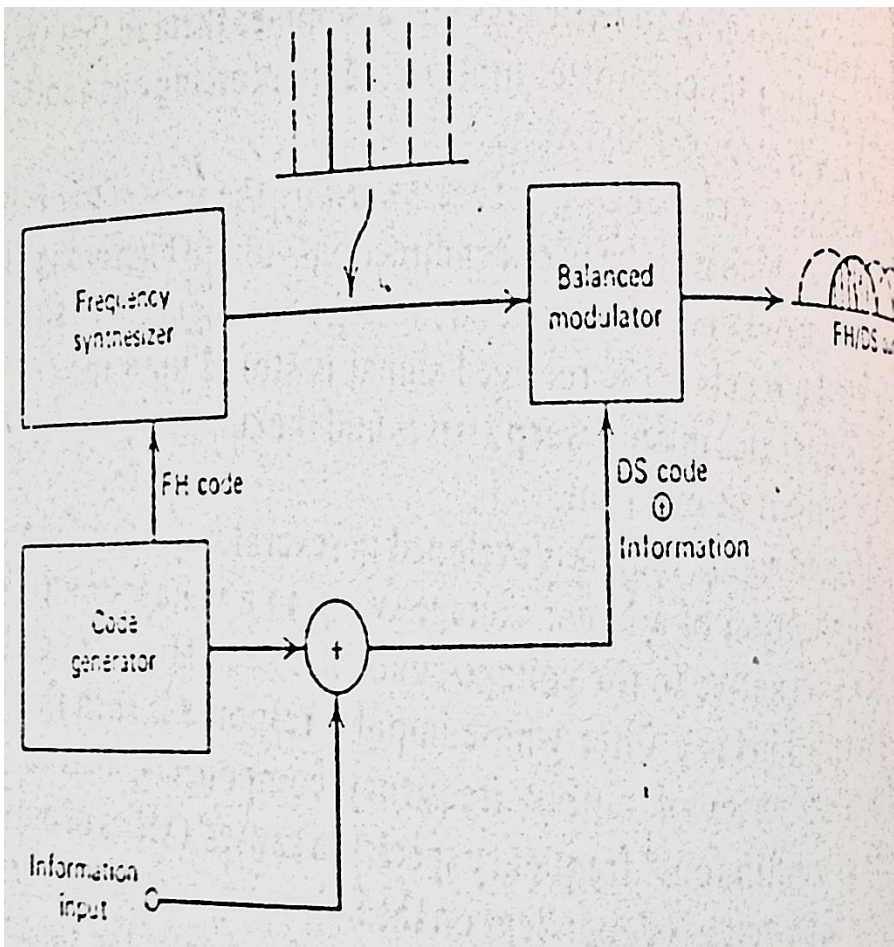 Frequency
synthesizer
Balanced
modulator
FH/DS
FH code
DS code
⊕
Information
Code
generator
+
Information
input